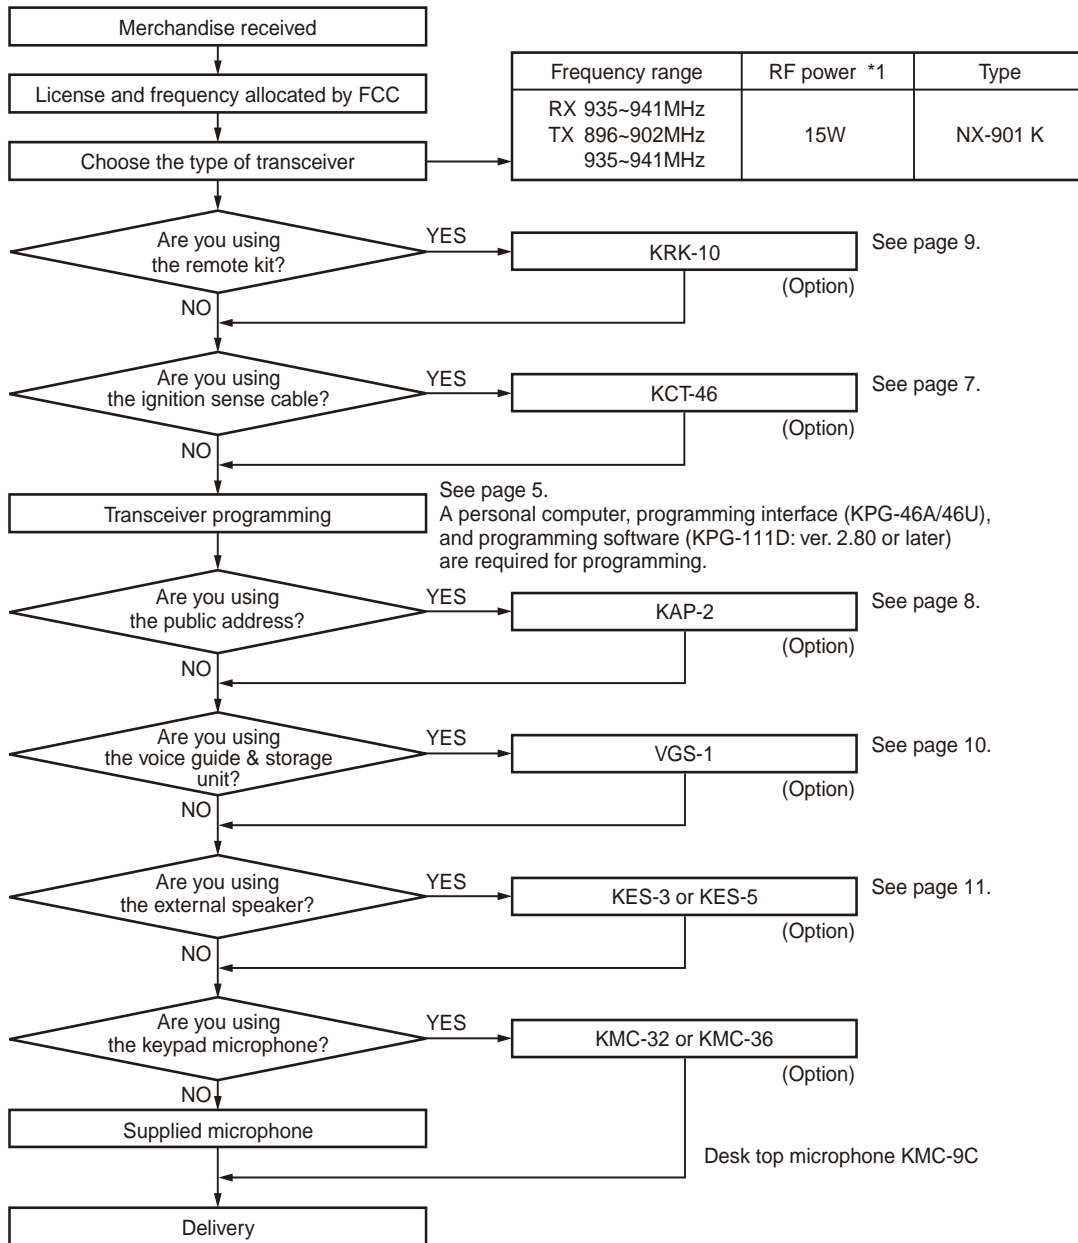 Merchandise received
License and frequency allocated by FCC
Choose the type of transceiver
Frequency range RF power *1 Type
RX 935~941MHz
TX 896~902MHz 15W NX-901 K
935~941MHz
Are you using
the remote kit?
YES
KRK-10
See page 9.
(Option)
NO
Are you using
the ignition sense cable?
YES
KCT-46
See page 7.
(Option)
NO
Transceiver programming
See page 5.
A personal computer, programming interface (KPG-46A/46U),
and programming software (KPG-111D: ver. 2.80 or later)
are required for programming.
Are you using
the public address?
YES
KAP-2
See page 8.
(Option)
NO
Are you using
the voice guide & storage
unit?
YES
VGS-1
See page 10.
(Option)
NO
Are you using
the external speaker?
YES
KES-3 or KES-5
See page 11.
(Option)
NO
Are you using
the keypad microphone?
YES
KMC-32 or KMC-36
(Option)
NO
Supplied microphone
Desk top microphone KMC-9C
Delivery